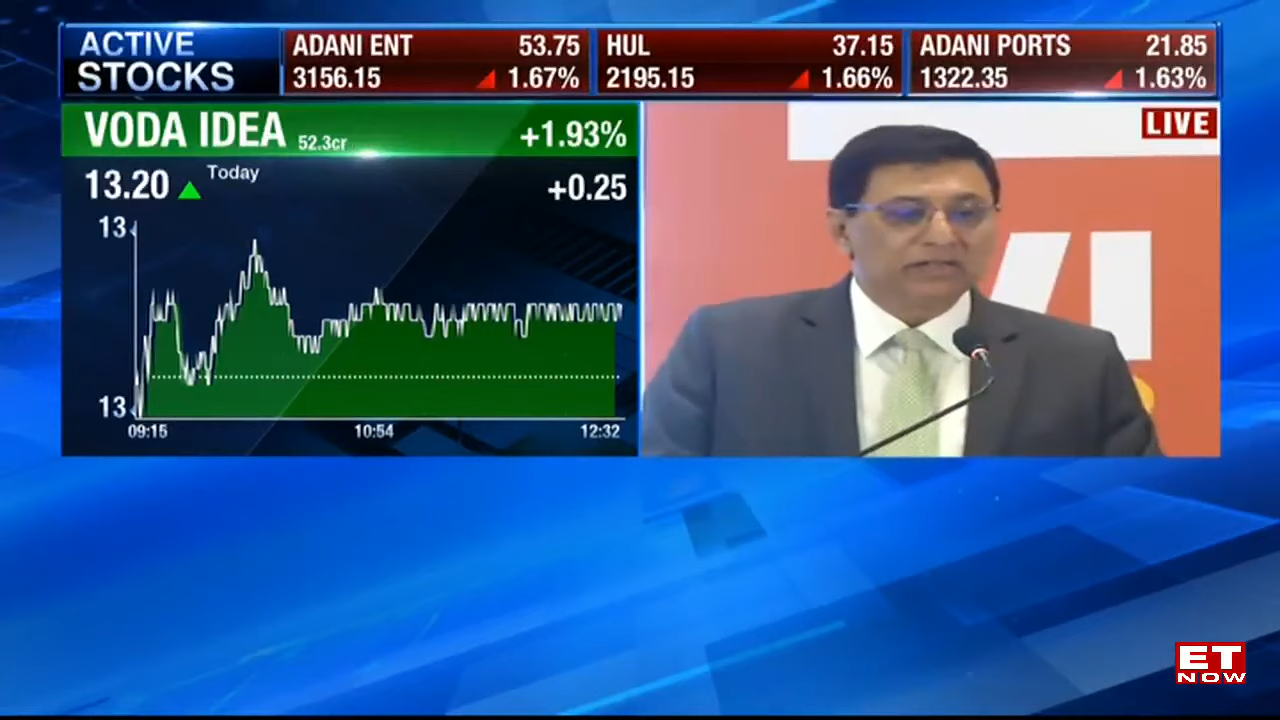 ACTIVE
STOCKS
ADANI ENT 53.75
3156.15 1.67%
HUL 37.15
2195.15 1.66%
ADANI PORTS 21.85
1322.35 1.63%
VODA IDEA 52.3cr +1.93%
13.20 Today +0.25
13
13
09:15 10:54 12:32
LIVE
VI
ET
NOW